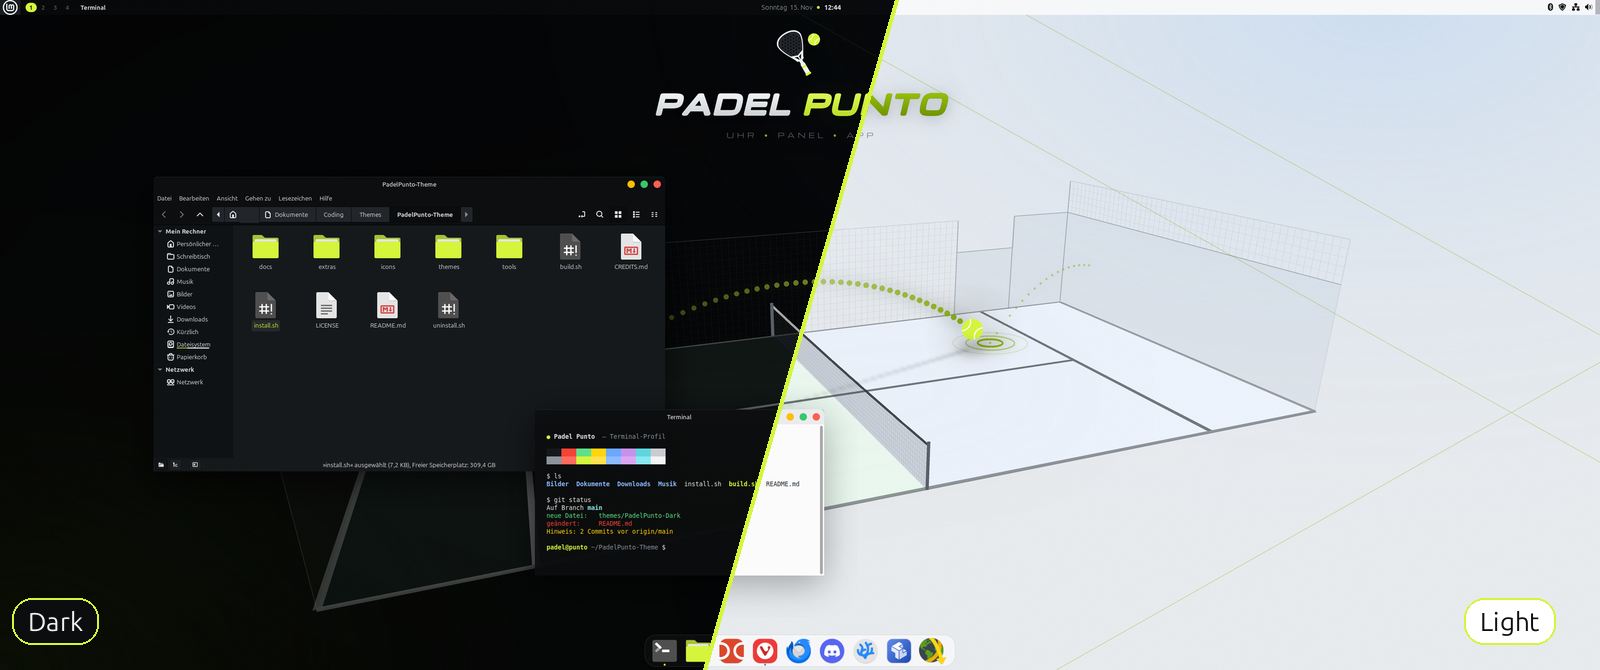 1 2 3 4 Terminal
Sonntag 15. Nov • 12:44
PADEL PUNTO
UHR • PANEL • APP
PadelPunto-Theme
Datei Bearbeiten Ansicht Gehen zu Lesezeichen Hilfe
Dokumente Coding Themes PadelPunto-Theme
Mein Rechner
Persönlicher ...
Schreibtisch
Dokumente
Musik
Bilder
Videos
Downloads
Kürzlich
Dateisystem
Papierkorb
Netzwerk
Netzwerk
docs extras icons themes tools build.sh CREDITS.md
install.sh LICENSE README.md uninstall.sh
»install.sh« ausgewählt (7,2 KB), Freier Speicherplatz: 309,4 GB
Terminal
● Padel Punto — Terminal-Profil
$ ls
Bilder Dokumente Downloads Musik install.sh build.s README.md
$ git status
Auf Branch main
neue Datei: themes/PadelPunto-Dark
geändert: README.md
Hinweis: 2 Commits vor origin/main
padel@punto ~/PadelPunto-Theme $
Dark
Light